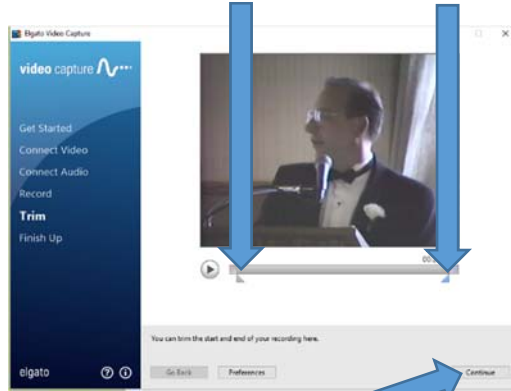 Elgato Video Capture
video capture
Get Started
Connect Video
Connect Audio
Record
Trim
Finish Up
You can trim the start and end of your recording here.
elgato
Go Back
Preferences
Continue